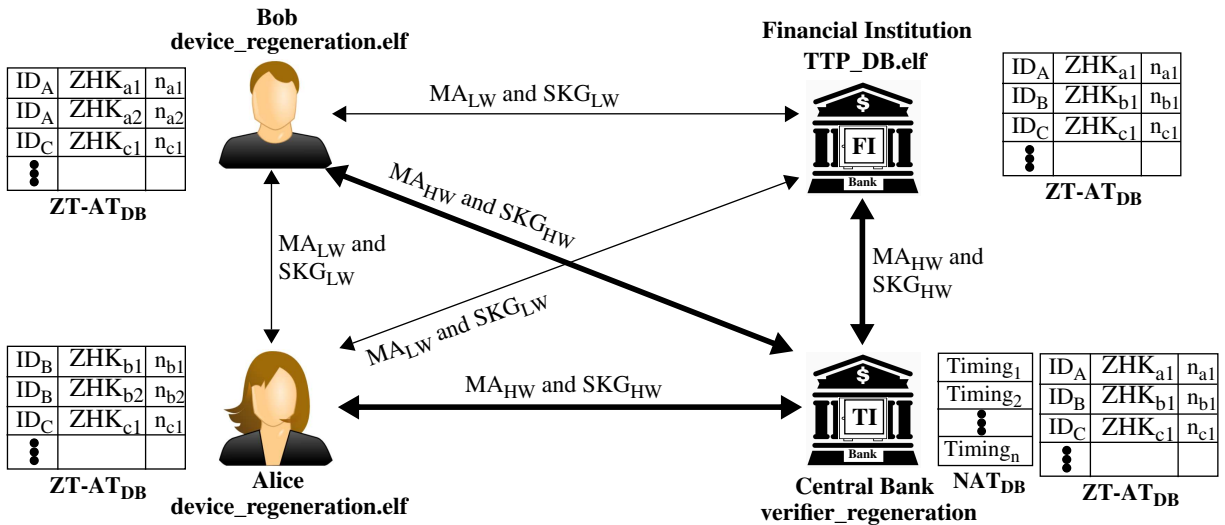 Bob
device_regeneration.elf
ID_A ZHK_a1 n_a1
ID_A ZHK_a2 n_a2
ID_C ZHK_c1 n_c1
ZT-AT_DB
Financial Institution
TTP_DB.elf
$
FI
Bank
ID_A ZHK_a1 n_a1
ID_B ZHK_b1 n_b1
ID_C ZHK_c1 n_c1
ZT-AT_DB
MA_LW and SKG_LW
MA_HW and SKG_HW
MA_LW and
SKG_LW
MA_LW and SKG_LW
MA_HW and
SKG_HW
MA_HW and SKG_HW
ID_B ZHK_b1 n_b1
ID_B ZHK_b2 n_b2
ID_C ZHK_c1 n_c1
ZT-AT_DB
Alice
device_regeneration.elf
$
TI
Bank
Central Bank
verifier_regeneration
Timing_1
Timing_2
Timing_n
NAT_DB
ID_A ZHK_a1 n_a1
ID_B ZHK_b1 n_b1
ID_C ZHK_c1 n_c1
ZT-AT_DB